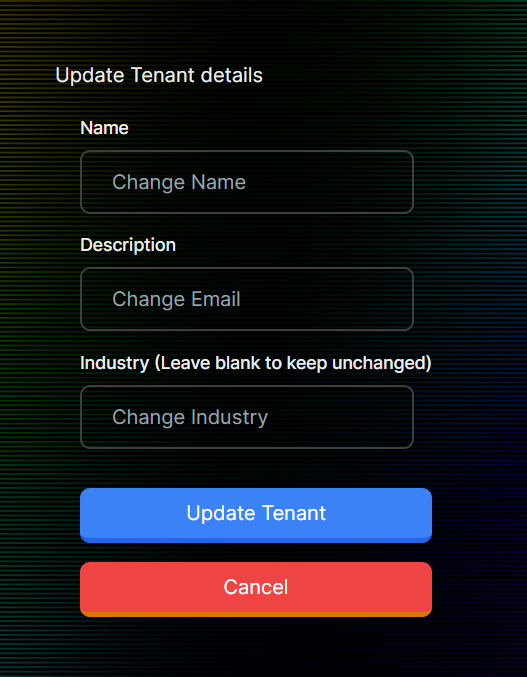 Update Tenant details
Name
Change Name
Description
Change Email
Industry (Leave blank to keep unchanged)
Change Industry
Update Tenant
Cancel